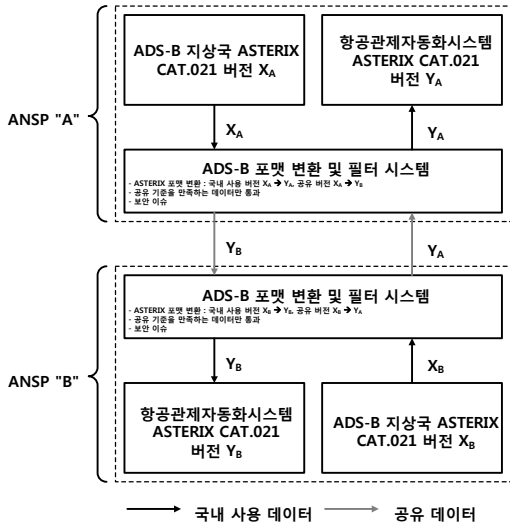 ADS-B 지상국 ASTERIX
CAT.021 버전 XA
항공관제자동화시스템
ASTERIX CAT.021
버전 YA
ANSP "A"
XA
YA
ADS-B 포맷 변환 및 필터 시스템
- ASTERIX 포맷 변환 : 국내 사용 버전 XA ➔ YA, 공유 버전 XA ➔ YB
- 공유 기준을 만족하는 데이터만 통과
- 보안 이슈
YB
YA
ADS-B 포맷 변환 및 필터 시스템
- ASTERIX 포맷 변환 : 국내 사용 버전 XB ➔ YB, 공유 버전 XB ➔ YA
- 공유 기준을 만족하는 데이터만 통과
- 보안 이슈
ANSP "B"
YB
XB
항공관제자동화시스템
ASTERIX CAT.021
버전 YB
ADS-B 지상국 ASTERIX
CAT.021 버전 XB
국내 사용 데이터
공유 데이터